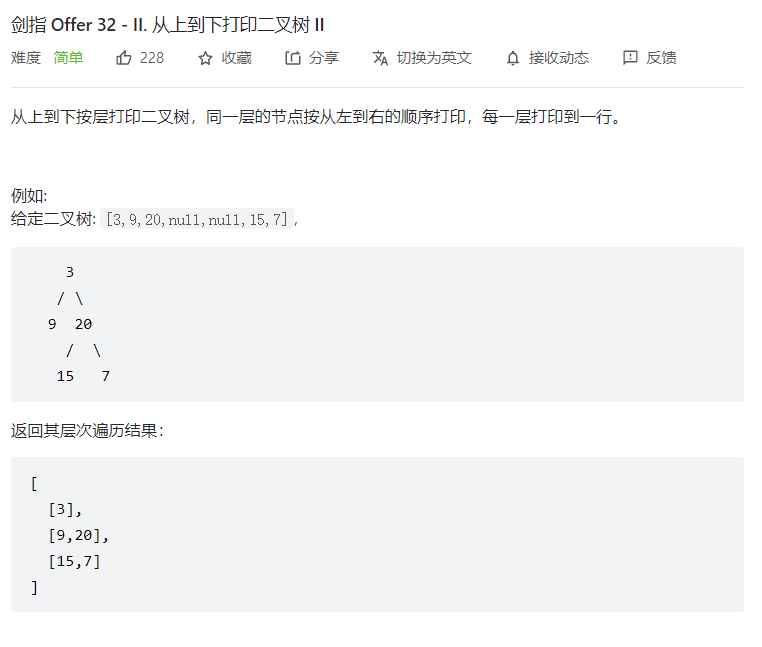 剑指 Offer 32 - II. 从上到下打印二叉树 II
难度 简单 228 收藏 分享 切换为英文 接收动态 反馈
从上到下按层打印二叉树，同一层的节点按从左到右的顺序打印，每一层打印到一行。
例如:
给定二叉树: [3,9,20,null,null,15,7],
3
/ \
9 20
/ \
15 7
返回其层次遍历结果：
[
[3],
[9,20],
[15,7]
]